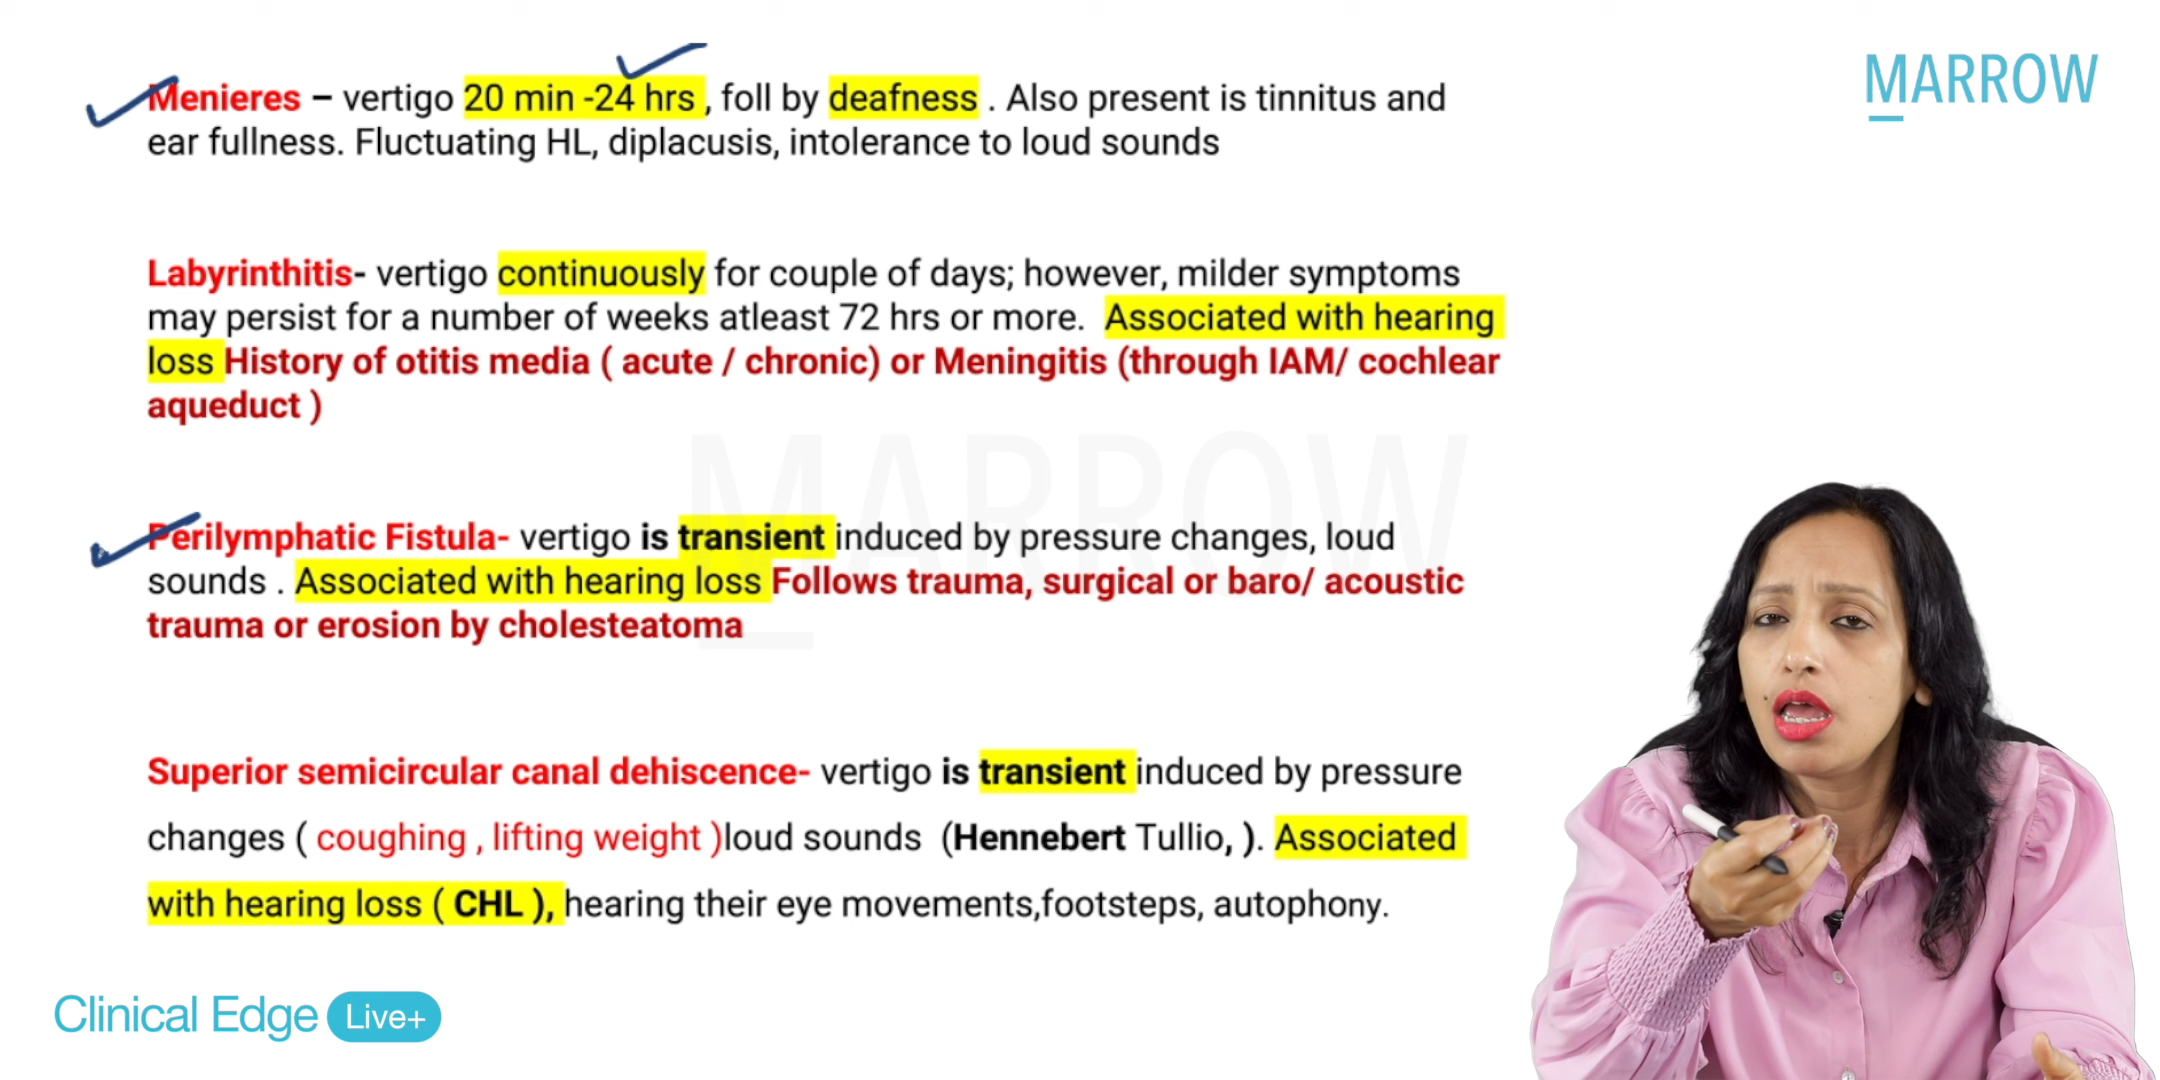 MARROW
Menieres – vertigo 20 min -24 hrs , foll by deafness . Also present is tinnitus and
ear fullness. Fluctuating HL, diplacusis, intolerance to loud sounds
Labyrinthitis- vertigo continuously for couple of days; however, milder symptoms
may persist for a number of weeks atleast 72 hrs or more. Associated with hearing
loss History of otitis media ( acute / chronic) or Meningitis (through IAM/ cochlear
aqueduct )
MARROW
Perilymphatic Fistula- vertigo is transient induced by pressure changes, loud
sounds . Associated with hearing loss Follows trauma, surgical or baro/ acoustic
trauma or erosion by cholesteatoma
Superior semicircular canal dehiscence- vertigo is transient induced by pressure
changes ( coughing , lifting weight )loud sounds (Hennebert Tullio, ). Associated
with hearing loss ( CHL ), hearing their eye movements,footsteps, autophony.
Clinical Edge Live+